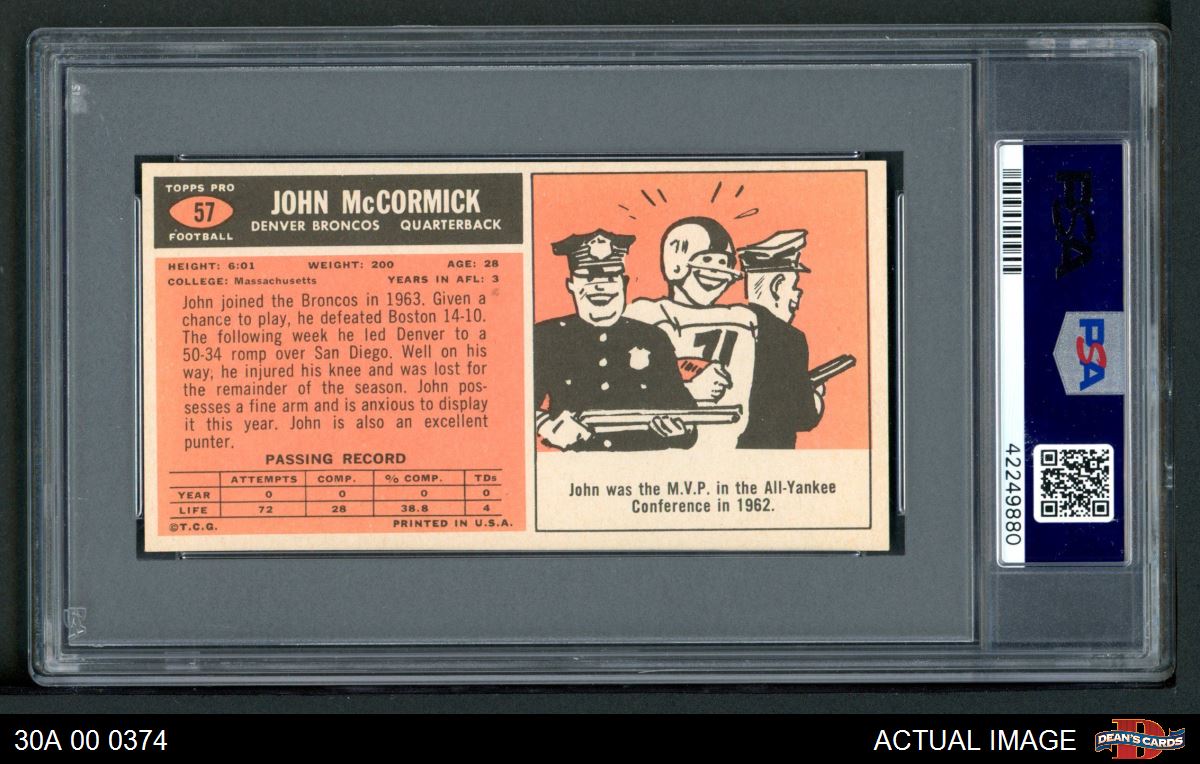 TOPPS PRO
57
FOOTBALL
JOHN McCORMICK
DENVER BRONCOS QUARTERBACK
HEIGHT: 6:01 WEIGHT: 200 AGE: 28
COLLEGE: Massachusetts YEARS IN AFL: 3
John joined the Broncos in 1963. Given a
chance to play, he defeated Boston 14-10.
The following week he led Denver to a
50-34 romp over San Diego. Well on his
way, he injured his knee and was lost for
the remainder of the season. John pos-
sesses a fine arm and is anxious to display
it this year. John is also an excellent
punter.
PASSING RECORD
ATTEMPTS COMP. % COMP. TDs
YEAR 0 0 0 0
LIFE 72 28 38.8 4
©T.C.G. PRINTED IN U.S.A.
71
71
John was the M.V.P. in the All-Yankee
Conference in 1962.
PSA
PSA
42249880
30A 00 0374
ACTUAL IMAGE
D
DEAN'S CARDS